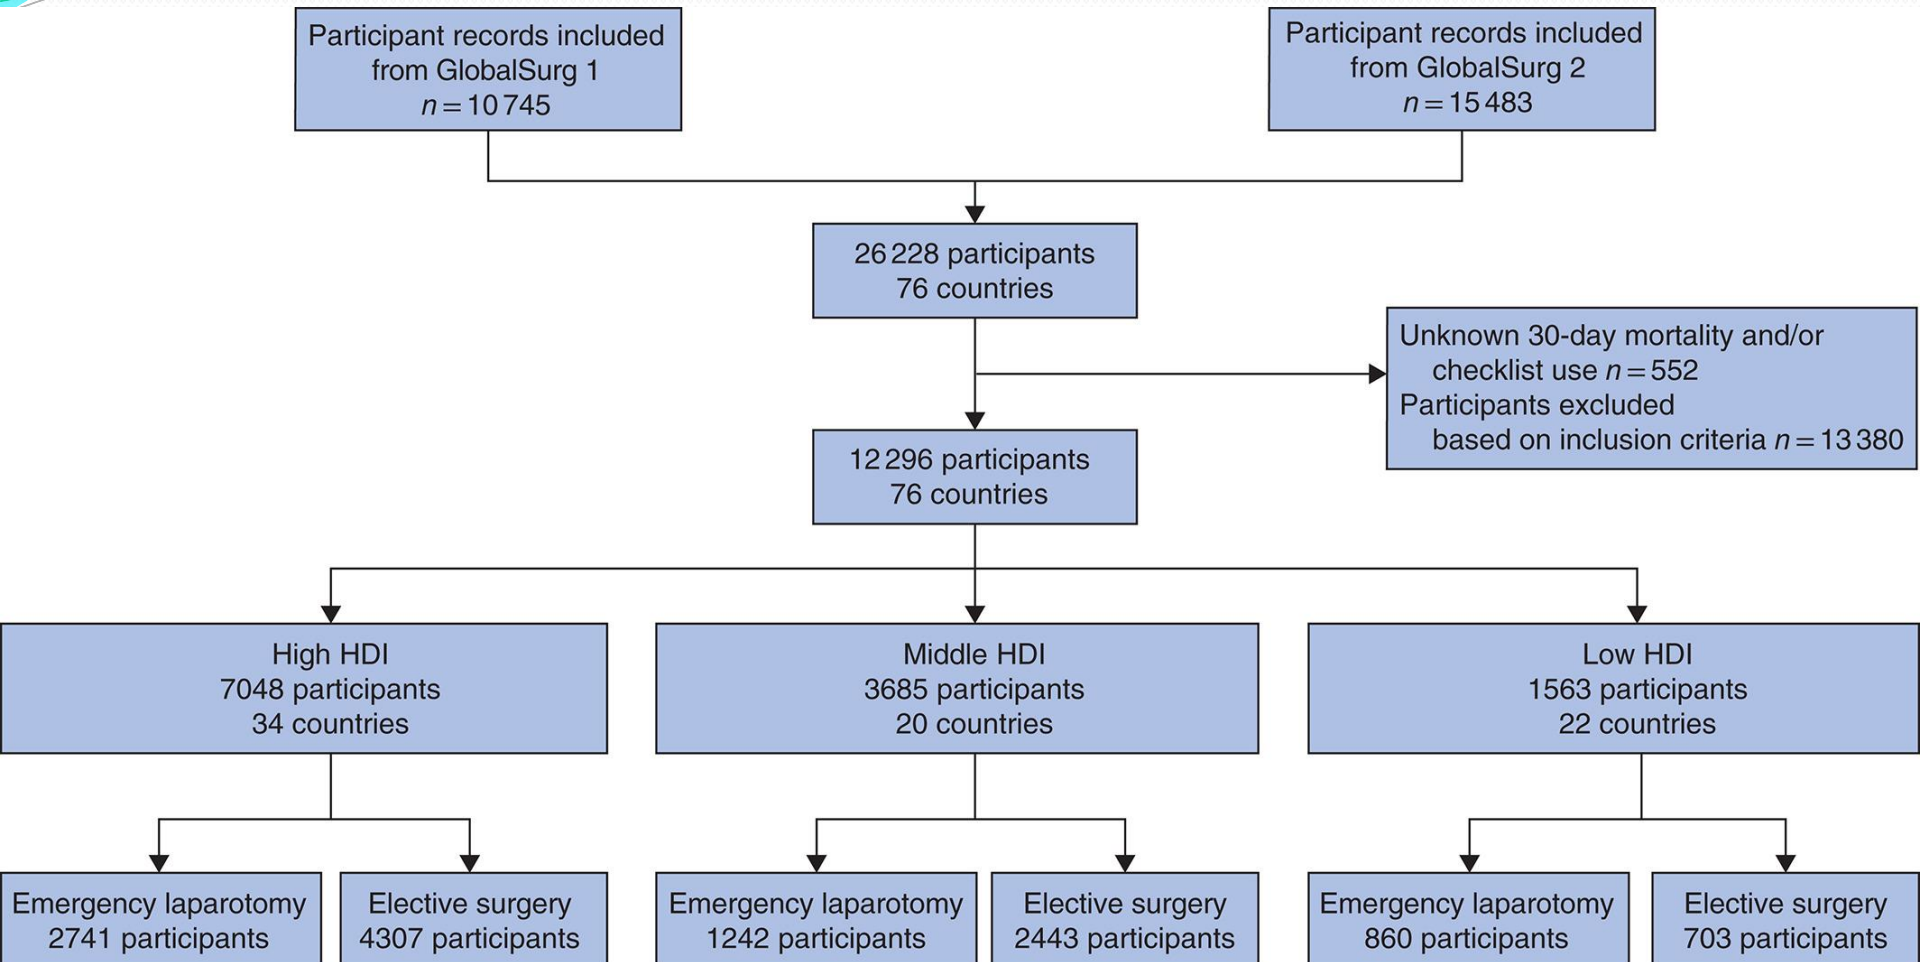 Participant records included
from GlobalSurg 1
n = 10 745
Participant records included
from GlobalSurg 2
n = 15 483
26 228 participants
76 countries
Unknown 30-day mortality and/or
checklist use n = 552
Participants excluded
based on inclusion criteria n = 13 380
12 296 participants
76 countries
High HDI
7048 participants
34 countries
Middle HDI
3685 participants
20 countries
Low HDI
1563 participants
22 countries
Emergency laparotomy
2741 participants
Elective surgery
4307 participants
Emergency laparotomy
1242 participants
Elective surgery
2443 participants
Emergency laparotomy
860 participants
Elective surgery
703 participants